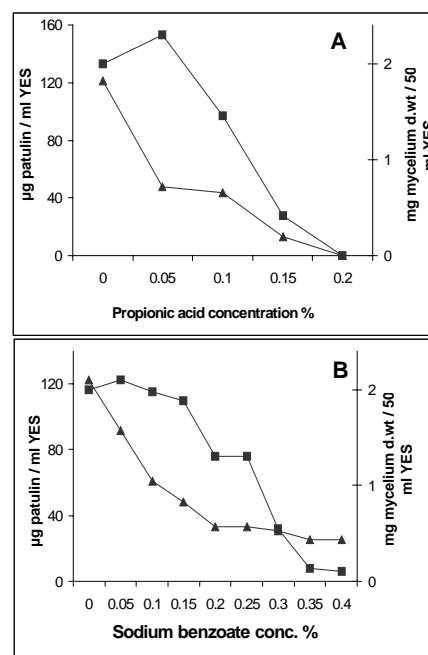 A
160
120
80
40
0
µg patulin / ml YES
2
1
0
mg mycelium d.wt / 50
ml YES
0 0.05 0.1 0.15 0.2
Propionic acid concentration %
B
120
80
40
0
µg patulin / ml YES
2
1
0
mg mycelium d.wt / 50
ml YES
0 0.05 0.1 0.15 0.2 0.25 0.3 0.35 0.4
Sodium benzoate conc. %